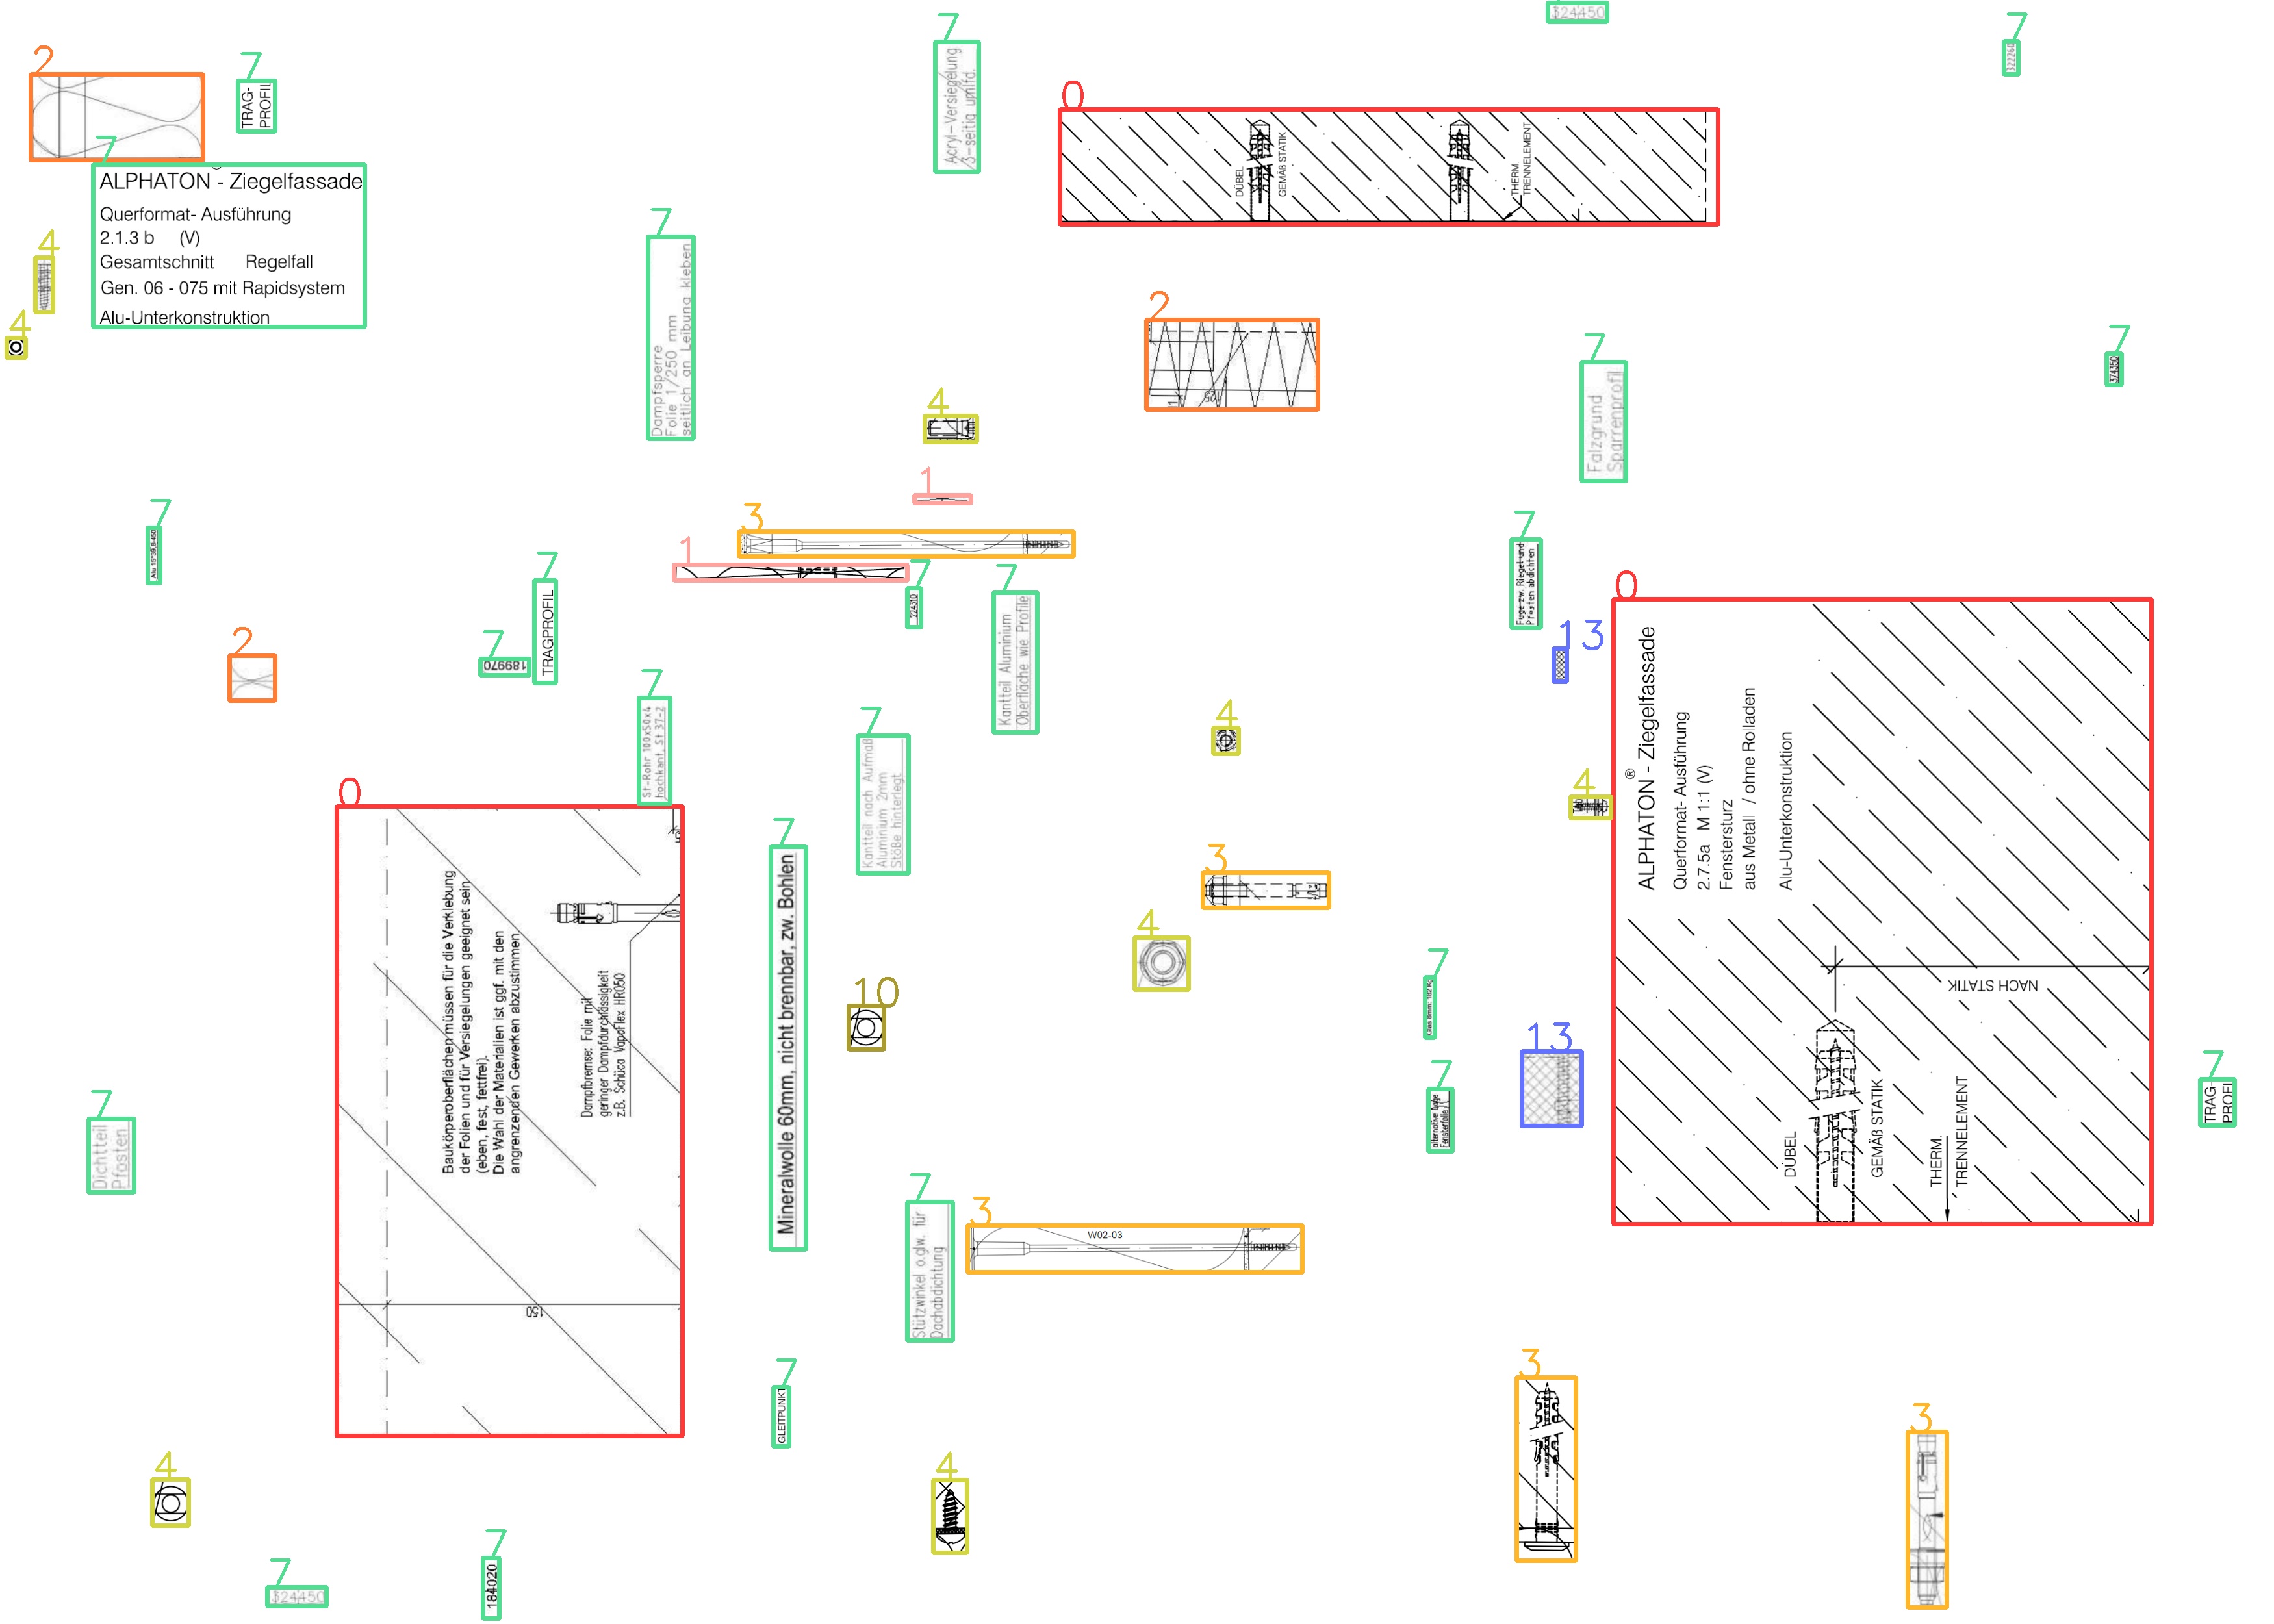 324450
7
7
2
7
TRAG-
PROFIL
Acryl-Versiegelung
3-seitig umlfd.
0
DÜBEL
GEMÄß STATIK
THERM.
TRENNELEMENT
7
ALPHATON - Ziegelfassade
Querformat- Ausführung
2.1.3 b (V)
Gesamtschnitt Regelfall
Gen. 06 - 075 mit Rapidsystem
Alu-Unterkonstruktion
4
4
7
Dampfsperre
Folie 1/250 mm
seitlich an Leibung kleben
2
125
7
374350
7
Falzgrund
Sparrenprofil
4
1
3
1
7
224310
7
Kantteil Aluminium
Oberfläche wie Profile
7
7
TRAGPROFIL
7
189970
2
7
Fuge zw. Riegel und
Pfosten abdichten
13
0
ALPHATON® - Ziegelfassade
Querformat- Ausführung
2.7.5a M 1:1 (V)
Fenstersturz
aus Metall / ohne Rolladen
Alu-Unterkonstruktion
NACH STATIK
DÜBEL
GEMÄß STATIK
THERM.
TRENNELEMENT
7
St-Rohr 100x50x4
hochkant, St 37-2
7
Kantteil nach Aufmaß
Aluminium 2mm
Stöße hinterlegt
4
4
0
Baukörperoberflächen müssen für die Verklebung
der Folien und für Versiegelungen geeignet sein
(eben, fest, fettfrei).
Die Wahl der Materialien ist ggf. mit den
angrenzenden Gewerken abzustimmen.
Dampfbremse: Folie mit
geringer Dampfdurchlässigkeit
z.B. Schüco VapoFlex HR050
150
7
Mineralwolle 60mm, nicht brennbar, zw. Bohlen
3
4
10
7
13
7
alternative Lage
Fensterfolie
7
TRAG-
PROFI
7
Dichtteil
Pfosten
7
Stützwinkel o.glw. für
Dachabdichtung
3
W02-03
7
GLEITPUNKT
3
3
4
4
7
324450
7
184020